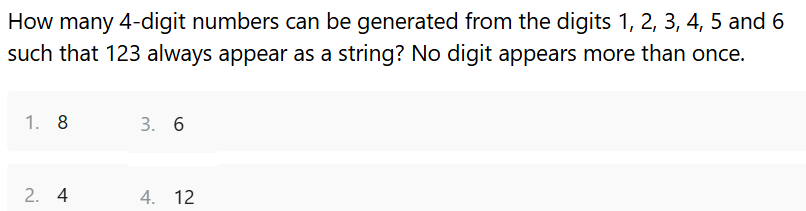 How many 4-digit numbers can be generated from the digits 1, 2, 3, 4, 5 and 6
such that 123 always appear as a string? No digit appears more than once.
1. 8 3. 6
2. 4 4. 12